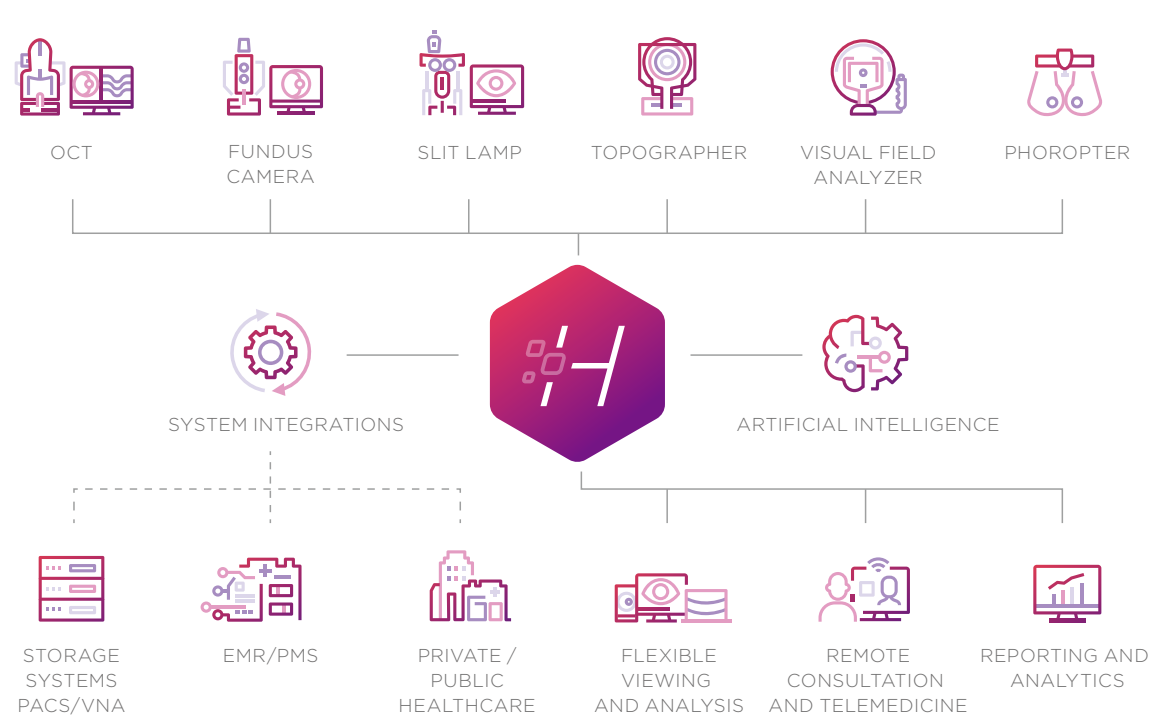 OCT
FUNDUS
CAMERA
SLIT LAMP
TOPOGRAPHER
VISUAL FIELD
ANALYZER
PHOROPTER
H
SYSTEM INTEGRATIONS
ARTIFICIAL INTELLIGENCE
STORAGE
SYSTEMS
PACS/VNA
EMR/PMS
PRIVATE /
PUBLIC
HEALTHCARE
FLEXIBLE
VIEWING
AND ANALYSIS
REMOTE
CONSULTATION
AND TELEMEDICINE
REPORTING AND
ANALYTICS